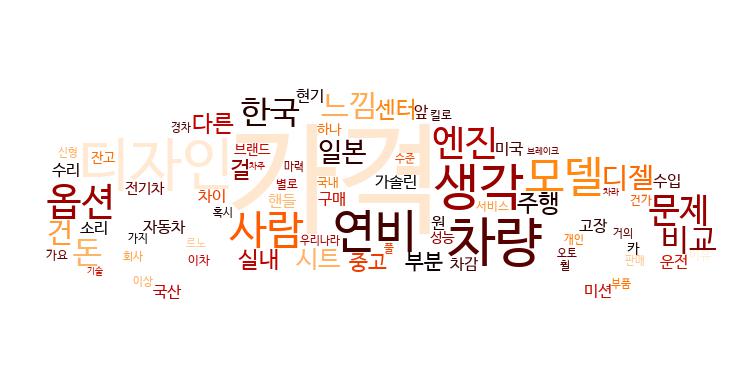 현기
한국
느낌
센터
앞
킬로
경차
다른
하나
가격
엔진
미국
브레이크
신형
잔고
디자인
브랜드
일본
수준
수리
걸
차주
마력
생각
모델
디젤
수입
전기차
차이
별로
국내
가솔린
차라
옵션
핸들
구매
서비스
주행
건가
문제
혹시
건
소리
자동차
사람
연비
원
차량
고장
가지
르노
우리나라
성능
개인
거의
비교
돈
풀
카
가요
회사
이차
실내
시트
중고
부분
차감
오토
휠
판매
운전
기술
이상
국산
미션
부품